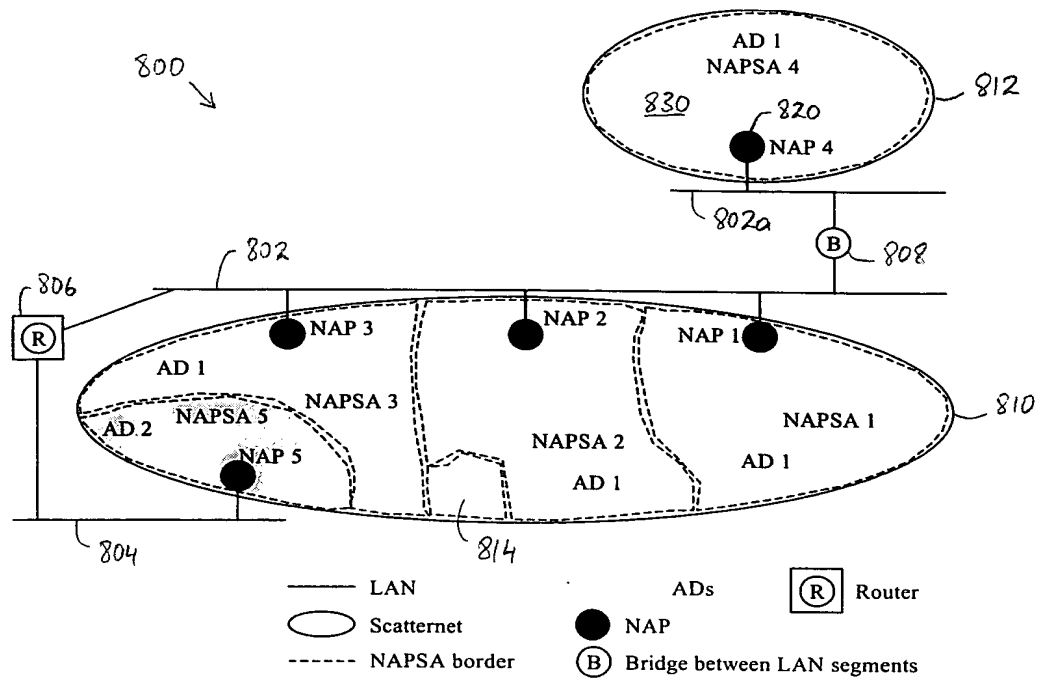 800
AD 1
NAPSA 4
830
820
NAP 4
812
802a
B
808
802
806
R
NAP 3
NAP 2
NAP 1
AD 1
NAPSA 3
NAPSA 5
AD 2
NAP 5
NAPSA 2
AD 1
NAPSA 1
AD 1
810
804
814
LAN
ADs
R Router
Scatternet
NAP
NAPSA border
B Bridge between LAN segments